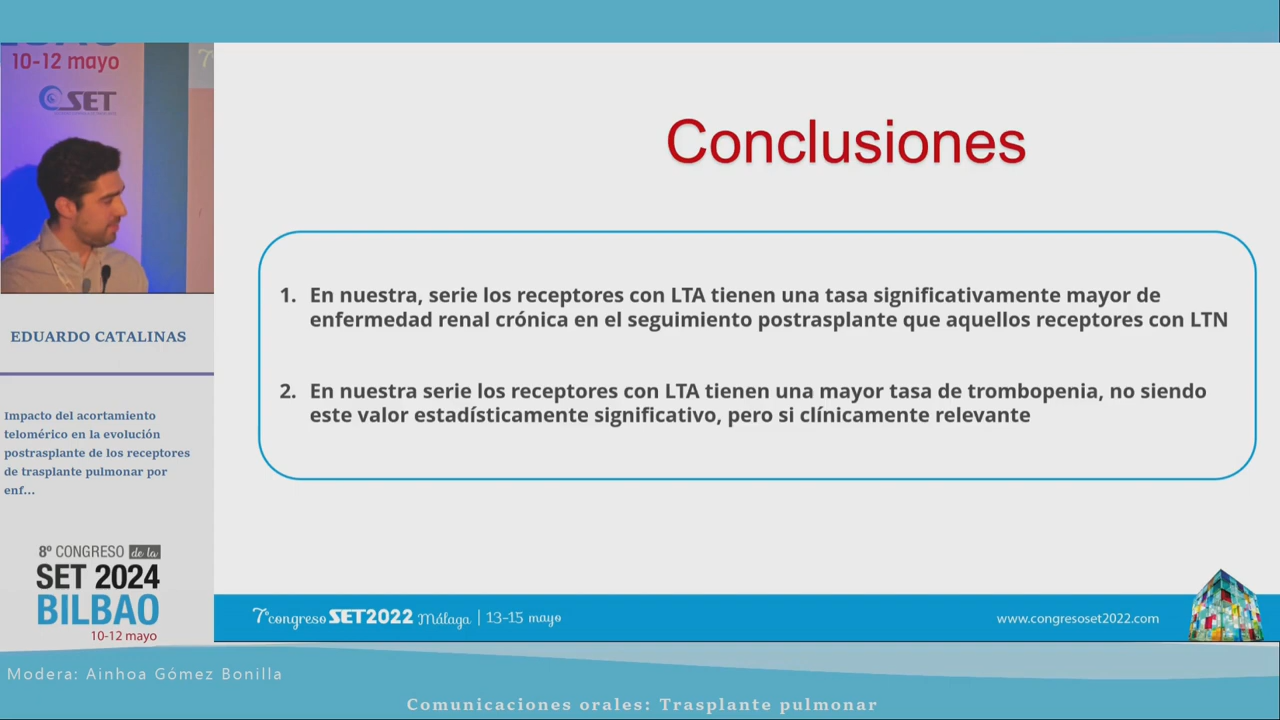 10-12 mayo
SET
EDUARDO CATALINAS
Impacto del acortamiento
telomérico en la evolución
postrasplante de los receptores
de trasplante pulmonar por
enf...
8º CONGRESO de la
SET 2024
BILBAO
10-12 mayo
Conclusiones
1. En nuestra, serie los receptores con LTA tienen una tasa significativamente mayor de
enfermedad renal crónica en el seguimiento postrasplante que aquellos receptores con LTN
2. En nuestra serie los receptores con LTA tienen una mayor tasa de trombopenia, no siendo
este valor estadísticamente significativo, pero si clínicamente relevante
7º congreso SET2022 Málaga | 13-15 mayo
www.congresoset2022.com
Modera: Ainhoa Gómez Bonilla
Comunicaciones orales: Trasplante pulmonar